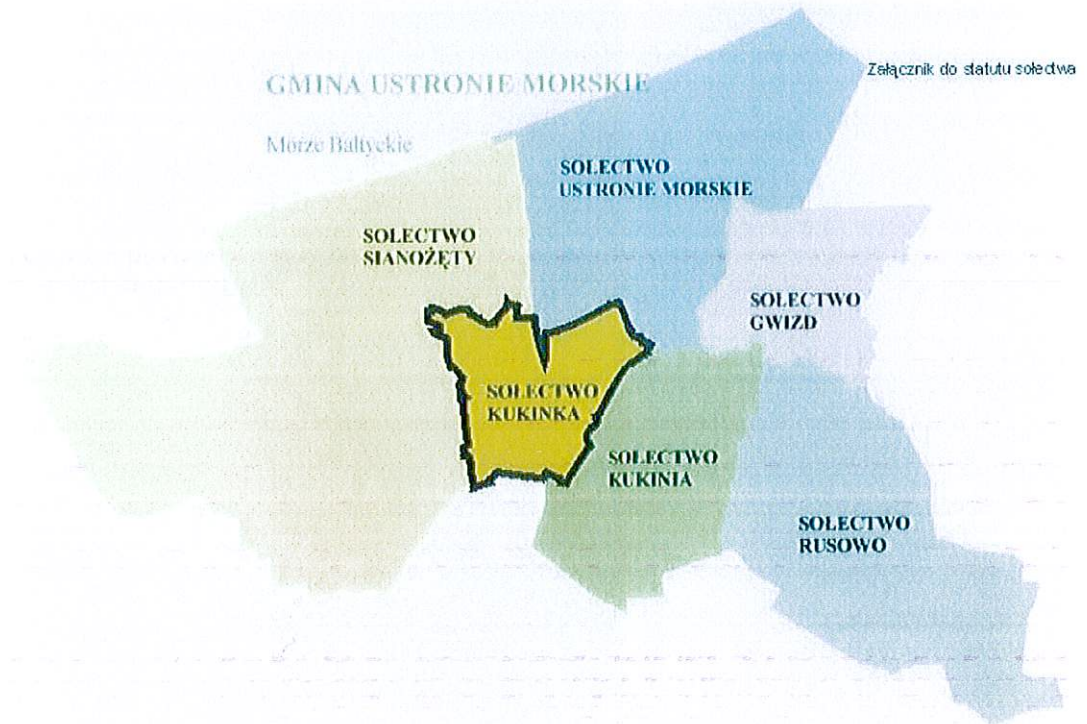 Załącznik do statutu sołectwa
GMINA USTRONIE MORSKIE
Morze Bałtyckie
SOŁECTWO
USTRONIE MORSKIE
SOŁECTWO
SIANOŻĘTY
SOŁECTWO
GWIZD
SOŁECTWO
KUKINKA
SOŁECTWO
KUKINIA
SOŁECTWO
RUSOWO